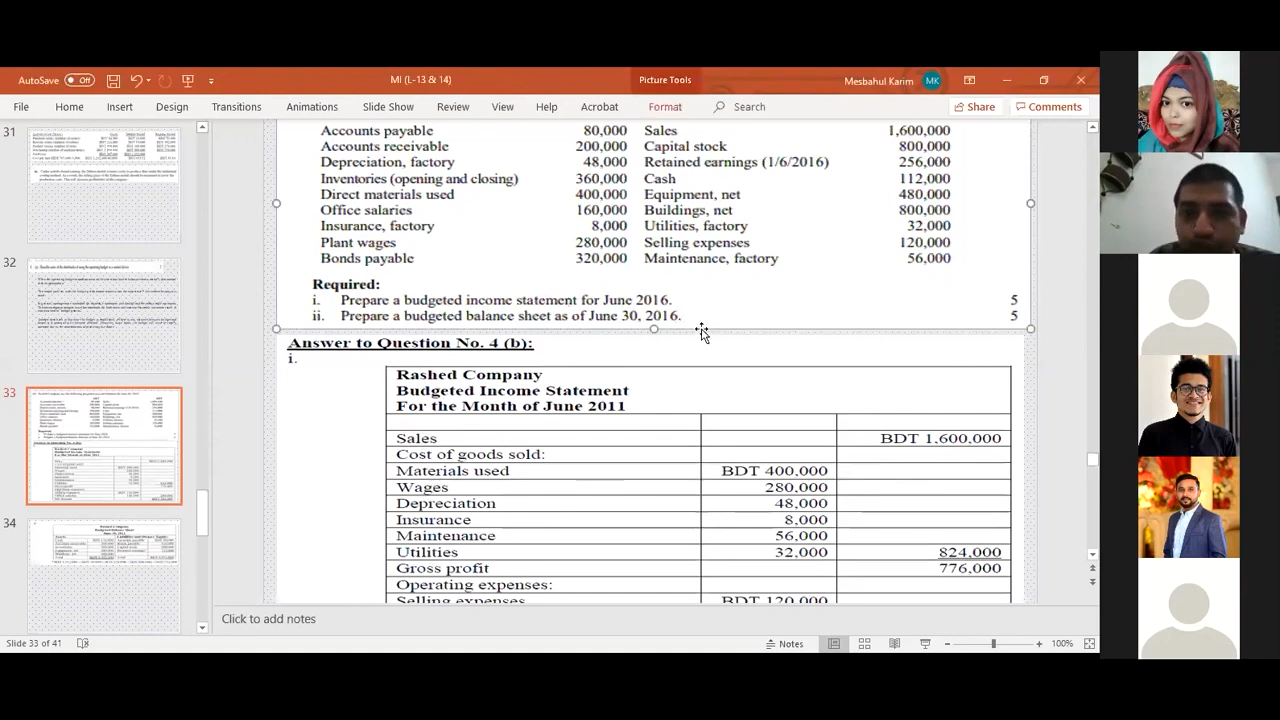 AutoSave Off
MI (L-13 & 14)
Picture Tools
Mesbahul Karim MK
File Home Insert Design Transitions Animations Slide Show Review View Help Acrobat Format Search Share Comments
31
32
33
34
Accounts payable 80,000 Sales 1,600,000
Accounts receivable 200,000 Capital stock 800,000
Depreciation, factory 48,000 Retained earnings (1/6/2016) 256,000
Inventories (opening and closing) 360,000 Cash 112,000
Direct materials used 400,000 Equipment, net 480,000
Office salaries 160,000 Buildings, net 800,000
Insurance, factory 8,000 Utilities, factory 32,000
Plant wages 280,000 Selling expenses 120,000
Bonds payable 320,000 Maintenance, factory 56,000
Required:
i. Prepare a budgeted income statement for June 2016. 5
ii. Prepare a budgeted balance sheet as of June 30, 2016. 5
Answer to Question No. 4 (b):
i.
Rashed Company
Budgeted Income Statement
For the Month of June 2011
Sales BDT 1,600,000
Cost of goods sold:
Materials used BDT 400,000
Wages 280,000
Depreciation 48,000
Insurance 8,000
Maintenance 56,000
Utilities 32,000 824,000
Gross profit 776,000
Operating expenses:
Selling expenses BDT 120,000
Click to add notes
Slide 33 of 41
Notes
100%